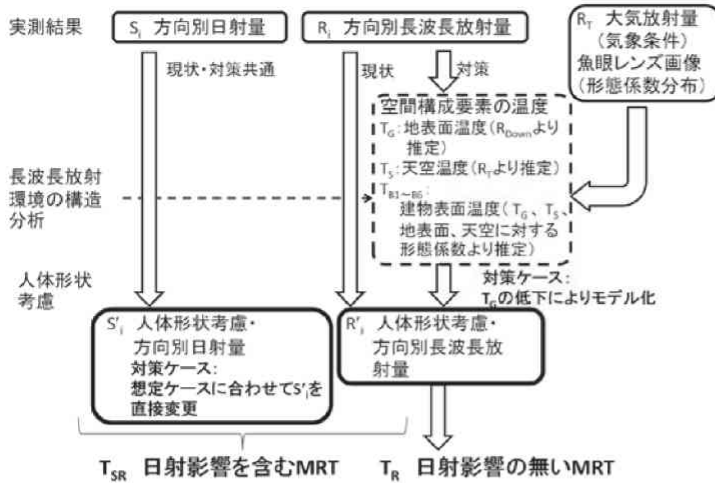 実測結果
S_i 方向別日射量
R_i 方向別長波長放射量
R_T 大気放射量
(気象条件)
魚眼レンズ画像
(形態係数分布)
現状・対策共通
現状
対策
空間構成要素の温度
T_G:地表面温度(R_Downより
推定)
T_S:天空温度(R_Tより推定)
T_B1~B6:
建物表面温度(T_G、T_S、
地表面、天空に対する
形態係数より推定)
長波長放射
環境の構造
分析
対策ケース:
T_Gの低下によりモデル化
人体形状
考慮
S'_i 人体形状考慮・
方向別日射量
対策ケース:
想定ケースに合わせてS'_iを
直接変更
R'_i 人体形状考慮・
方向別長波長放
射量
T_SR 日射影響を含むMRT
T_R 日射影響の無いMRT